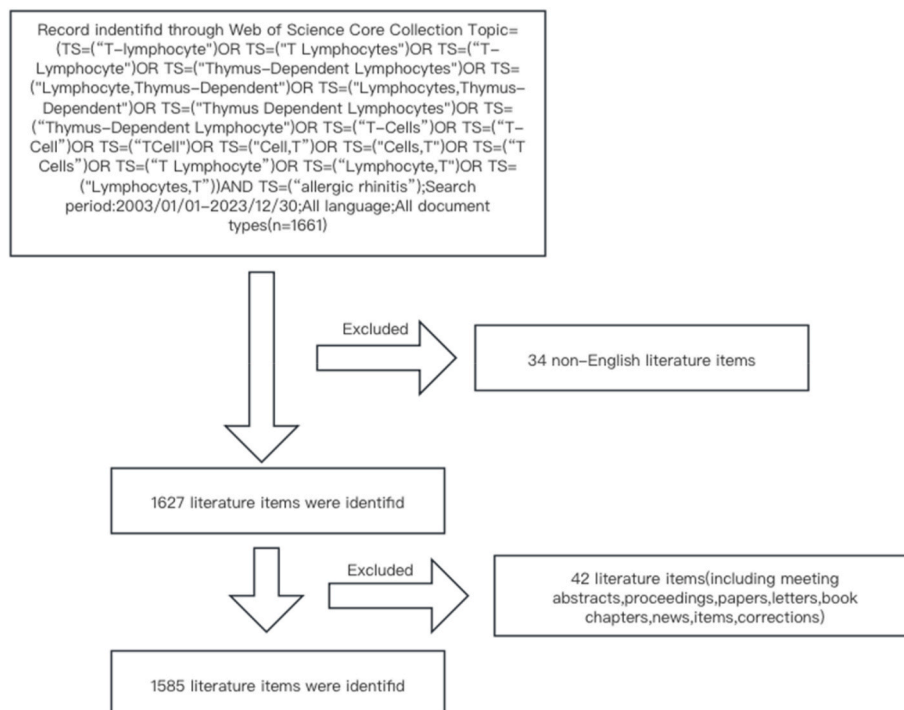 Record indentifid through Web of Science Core Collection Topic=
(TS=(“T-lymphocyte")OR TS=("T Lymphocytes")OR TS=(“T-
Lymphocyte")OR TS=("Thymus-Dependent Lymphocytes")OR TS=
("Lymphocyte,Thymus-Dependent")OR TS=("Lymphocytes,Thymus-
Dependent")OR TS=("Thymus Dependent Lymphocytes")OR TS=
(“Thymus-Dependent Lymphocyte")OR TS=(“T-Cells”)OR TS=(“T-
Cell”)OR TS=(“TCell")OR TS=("Cell,T”)OR TS=("Cells,T")OR TS=(“T
Cells”)OR TS=(“T Lymphocyte”)OR TS=(“Lymphocyte,T")OR TS=
("Lymphocytes,T”))AND TS=(“allergic rhinitis”);Search
period:2003/01/01-2023/12/30;All language;All document
types(n=1661)
Excluded
34 non-English literature items
1627 literature items were identifid
Excluded
42 literature items(including meeting
abstracts,proceedings,papers,letters,book
chapters,news,items,corrections)
1585 literature items were identifid